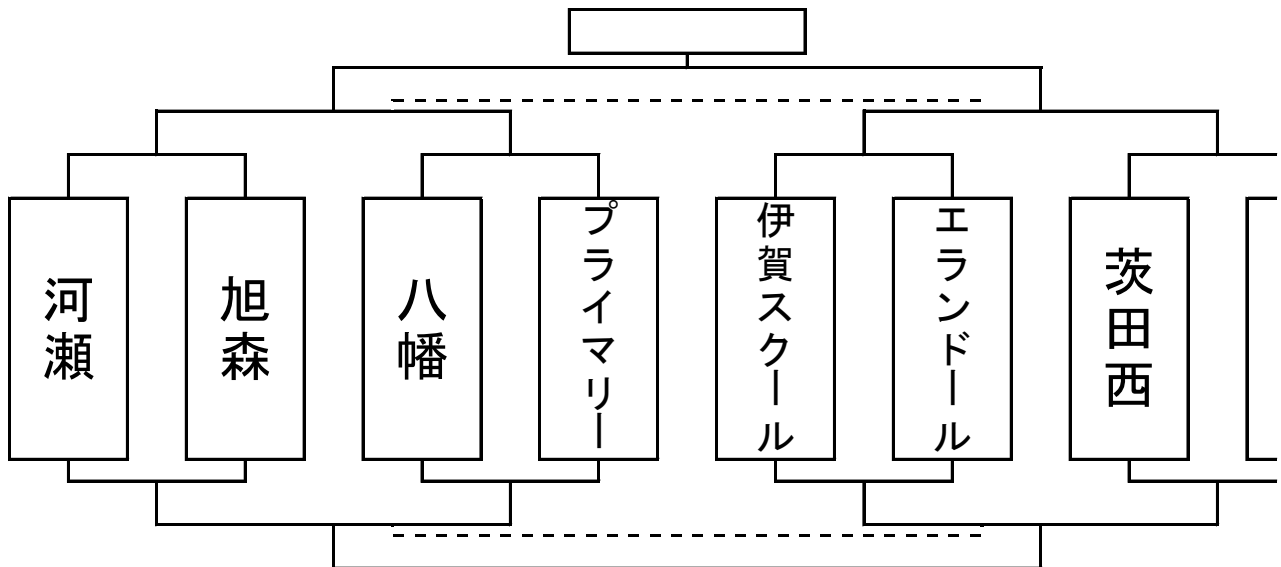 河瀬
旭森
八幡
プライマリー
伊賀スクール
エランドール
茨田西